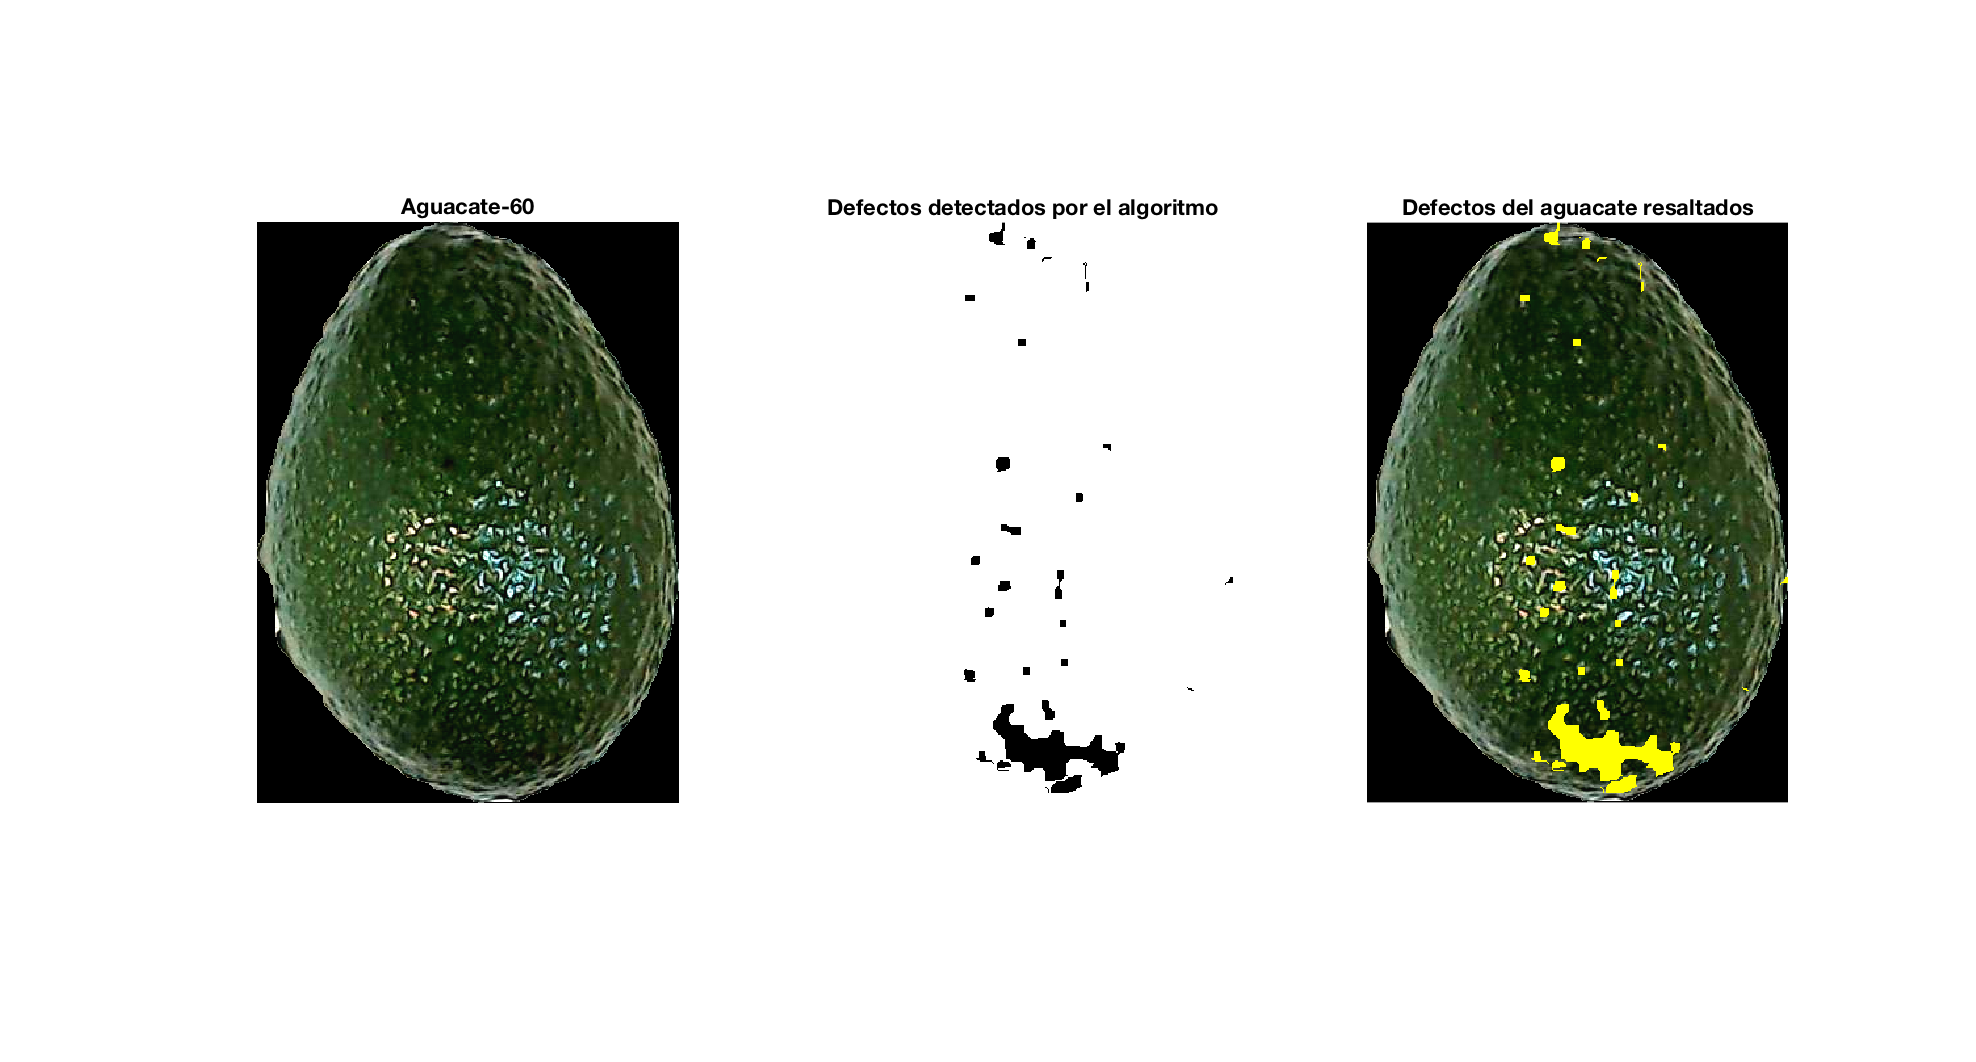 Aguacate-60
Defectos detectados por el algoritmo
Defectos del aguacate resaltados